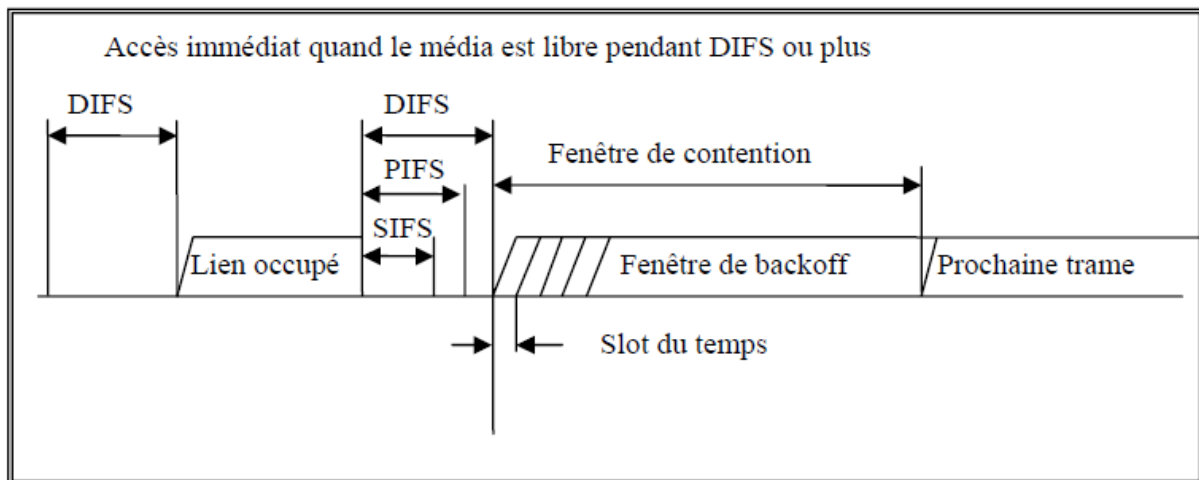 Accès immédiat quand le média est libre pendant DIFS ou plus
DIFS
DIFS
Fenêtre de contention
PIFS
SIFS
Lien occupé
Fenêtre de backoff
Prochaine trame
Slot du temps